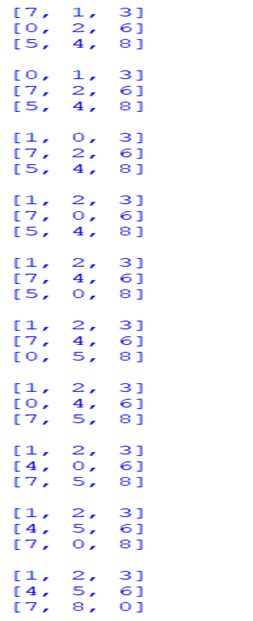 [7, 1, 3]
[0, 2, 6]
[5, 4, 8]
[0, 1, 3]
[7, 2, 6]
[5, 4, 8]
[1, 0, 3]
[7, 2, 6]
[5, 4, 8]
[1, 2, 3]
[7, 0, 6]
[5, 4, 8]
[1, 2, 3]
[7, 4, 6]
[5, 0, 8]
[1, 2, 3]
[7, 4, 6]
[0, 5, 8]
[1, 2, 3]
[0, 4, 6]
[7, 5, 8]
[1, 2, 3]
[4, 0, 6]
[7, 5, 8]
[1, 2, 3]
[4, 5, 6]
[7, 0, 8]
[1, 2, 3]
[4, 5, 6]
[7, 8, 0]